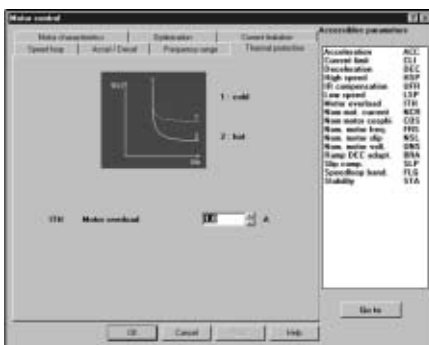 Motor control
Motor characteristics
Optimization
Current limitation
Speed loop
Accel / Decel
Frequency range
Thermal protection
1 : cold
2 : hot
ITH
Motor overload
A
OK
Cancel
Help
Accessibles parameters
Acceleration ACC
Current limit CLI
Deceleration DEC
High speed HSP
IR compensation UFR
Low speed LSP
Motor overload ITH
Nom mot. current NCR
Nom motor cosphi COS
Nom. motor freq. FRS
Nom. motor slip NSL
Nom. motor volt. UNS
Ramp DEC adapt. BRA
Slip comp. SLP
Speedloop band. FLG
Stability STA
Go to